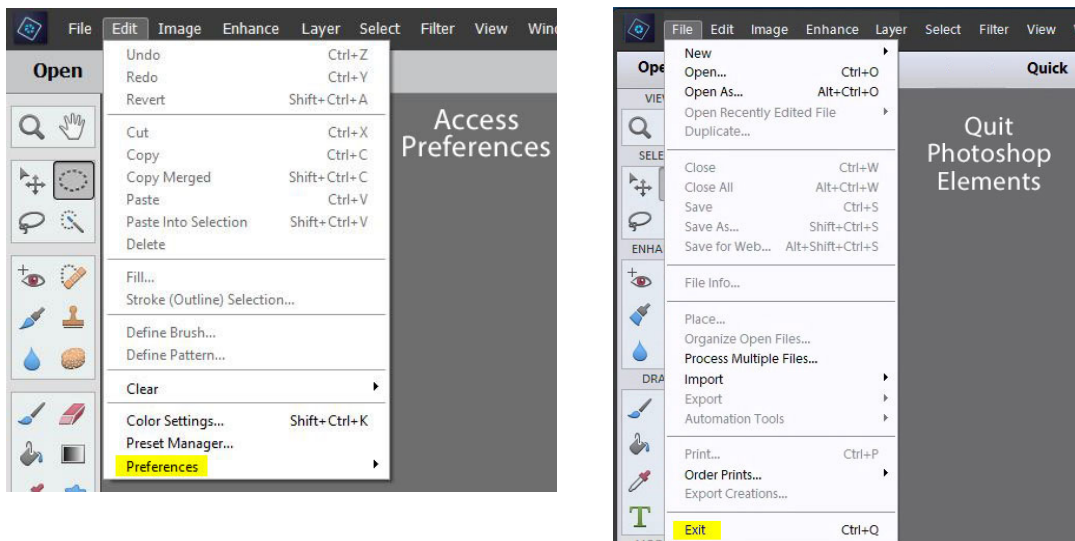 File Edit Image Enhance Layer Select Filter View Win
Open
Undo Ctrl+Z
Redo Ctrl+Y
Revert Shift+Ctrl+A
Cut Ctrl+X
Copy Ctrl+C
Copy Merged Shift+Ctrl+C
Paste Ctrl+V
Paste Into Selection Shift+Ctrl+V
Delete
Fill...
Stroke (Outline) Selection...
Define Brush...
Define Pattern...
Clear
Color Settings... Shift+Ctrl+K
Preset Manager...
Preferences
Access
Preferences
File Edit Image Enhance Layer Select Filter View
Ope
Quick
VIE
SELE
ENHA
DRA
New
Open... Ctrl+O
Open As... Alt+Ctrl+O
Open Recently Edited File
Duplicate...
Close Ctrl+W
Close All Alt+Ctrl+W
Save Ctrl+S
Save As... Shift+Ctrl+S
Save for Web... Alt+Shift+Ctrl+S
File Info...
Place...
Organize Open Files...
Process Multiple Files...
Import
Export
Automation Tools
Print... Ctrl+P
Order Prints...
Export Creations...
Exit Ctrl+Q
Quit
Photoshop
Elements